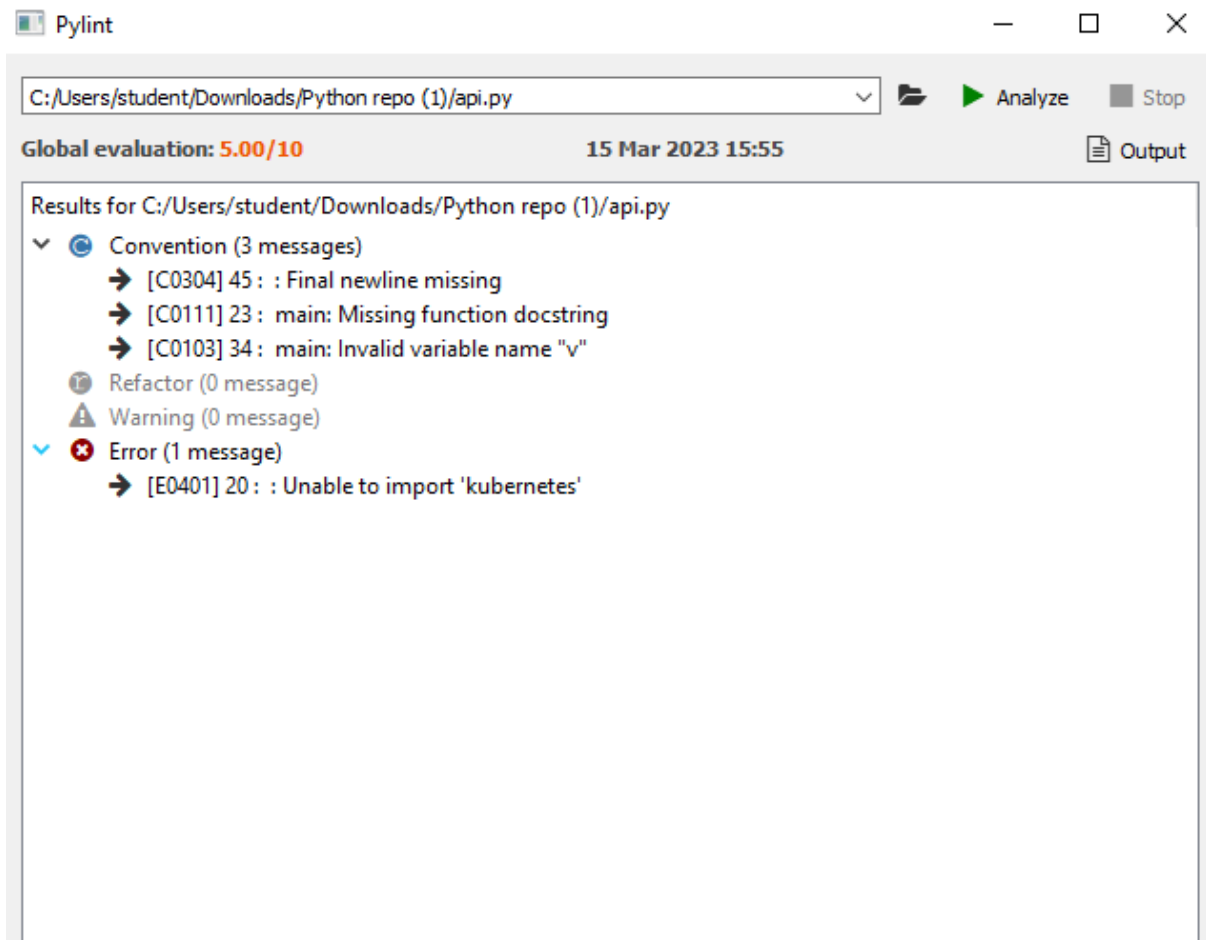 Pylint
C:/Users/student/Downloads/Python repo (1)/api.py Analyze Stop
Global evaluation: 5.00/10 15 Mar 2023 15:55 Output
Results for C:/Users/student/Downloads/Python repo (1)/api.py
Convention (3 messages)
[C0304] 45 : : Final newline missing
[C0111] 23 : main: Missing function docstring
[C0103] 34 : main: Invalid variable name "v"
Refactor (0 message)
Warning (0 message)
Error (1 message)
[E0401] 20 : : Unable to import 'kubernetes'